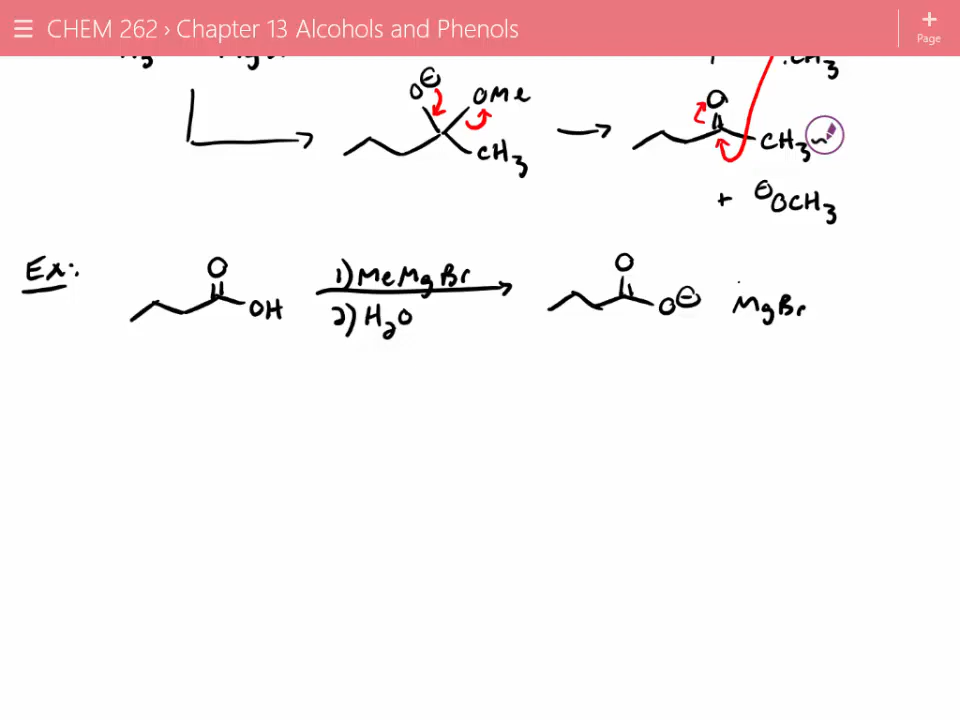 ☰ CHEM 262 › Chapter 13 Alcohols and Phenols
+
Page
:CH3
O⊖ OMe
CH3
O
CH3
+ ⊖OCH3
Ex:
O
OH
1) MeMgBr
2) H2O
O
O⊖ MgBr